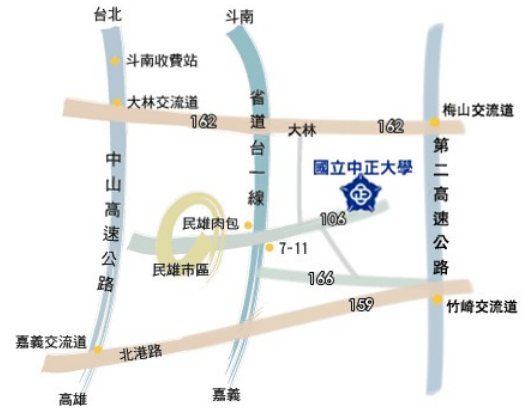 台北
斗南
斗南收費站
大林交流道
162
大林
162
梅山交流道
中山高速公路
省道台一線
第二高速公路
國立中正大學
106
民雄肉包
7-11
民雄市區
166
159
竹崎交流道
嘉義交流道
北港路
高雄
嘉義